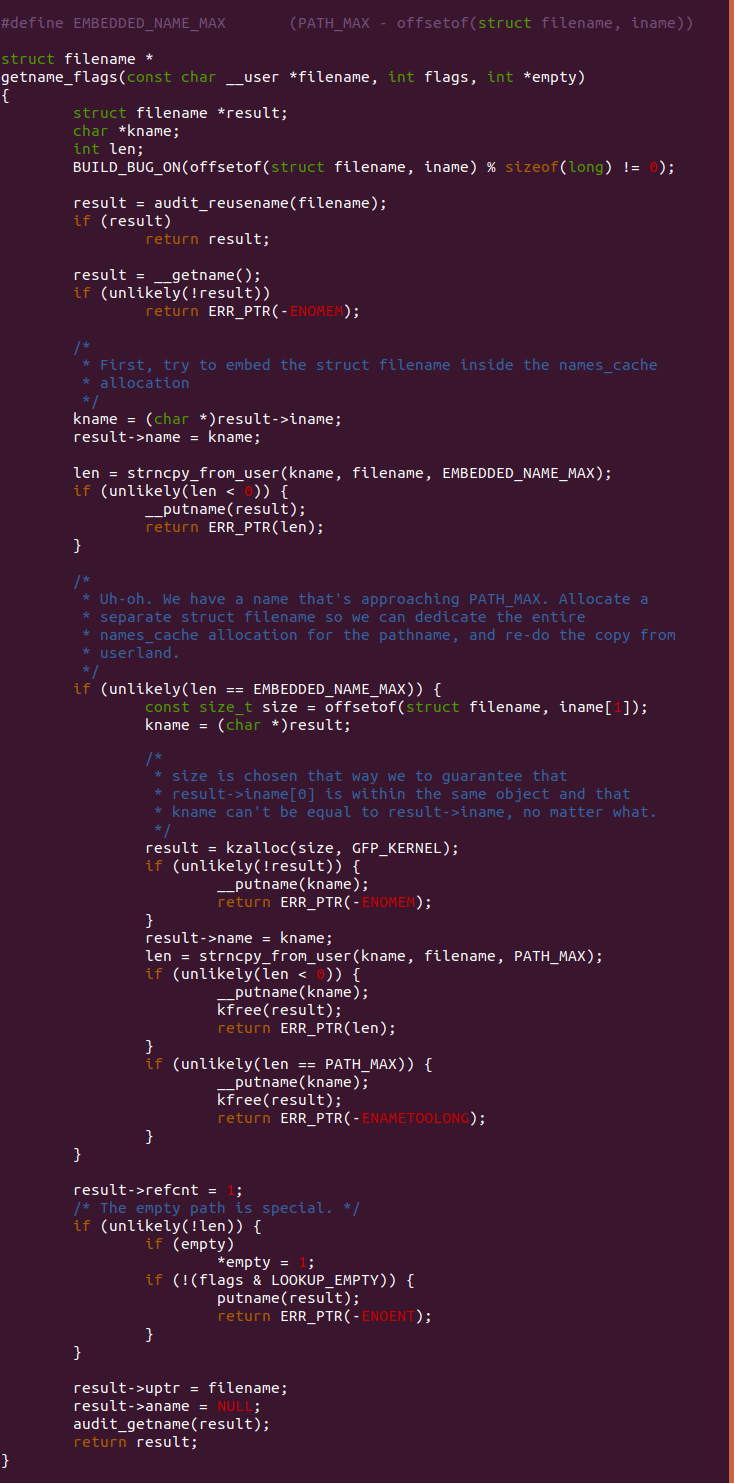 #define EMBEDDED_NAME_MAX       (PATH_MAX - offsetof(struct filename, iname))

struct filename *
getname_flags(const char __user *filename, int flags, int *empty)
{
        struct filename *result;
        char *kname;
        int len;
        BUILD_BUG_ON(offsetof(struct filename, iname) % sizeof(long) != 0);

        result = audit_reusename(filename);
        if (result)
                return result;

        result = __getname();
        if (unlikely(!result))
                return ERR_PTR(-ENOMEM);

        /*
         * First, try to embed the struct filename inside the names_cache
         * allocation
         */
        kname = (char *)result->iname;
        result->name = kname;

        len = strncpy_from_user(kname, filename, EMBEDDED_NAME_MAX);
        if (unlikely(len < 0)) {
                __putname(result);
                return ERR_PTR(len);
        }

        /*
         * Uh-oh. We have a name that's approaching PATH_MAX. Allocate a
         * separate struct filename so we can dedicate the entire
         * names_cache allocation for the pathname, and re-do the copy from
         * userland.
         */
        if (unlikely(len == EMBEDDED_NAME_MAX)) {
                const size_t size = offsetof(struct filename, iname[1]);
                kname = (char *)result;

                /*
                 * size is chosen that way we to guarantee that
                 * result->iname[0] is within the same object and that
                 * kname can't be equal to result->iname, no matter what.
                 */
                result = kzalloc(size, GFP_KERNEL);
                if (unlikely(!result)) {
                        __putname(kname);
                        return ERR_PTR(-ENOMEM);
                }
                result->name = kname;
                len = strncpy_from_user(kname, filename, PATH_MAX);
                if (unlikely(len < 0)) {
                        __putname(kname);
                        kfree(result);
                        return ERR_PTR(len);
                }
                if (unlikely(len == PATH_MAX)) {
                        __putname(kname);
                        kfree(result);
                        return ERR_PTR(-ENAMETOOLONG);
                }
        }

        result->refcnt = 1;
        /* The empty path is special. */
        if (unlikely(!len)) {
                if (empty)
                        *empty = 1;
                if (!(flags & LOOKUP_EMPTY)) {
                        putname(result);
                        return ERR_PTR(-ENOENT);
                }
        }

        result->uptr = filename;
        result->aname = NULL;
        audit_getname(result);
        return result;
}